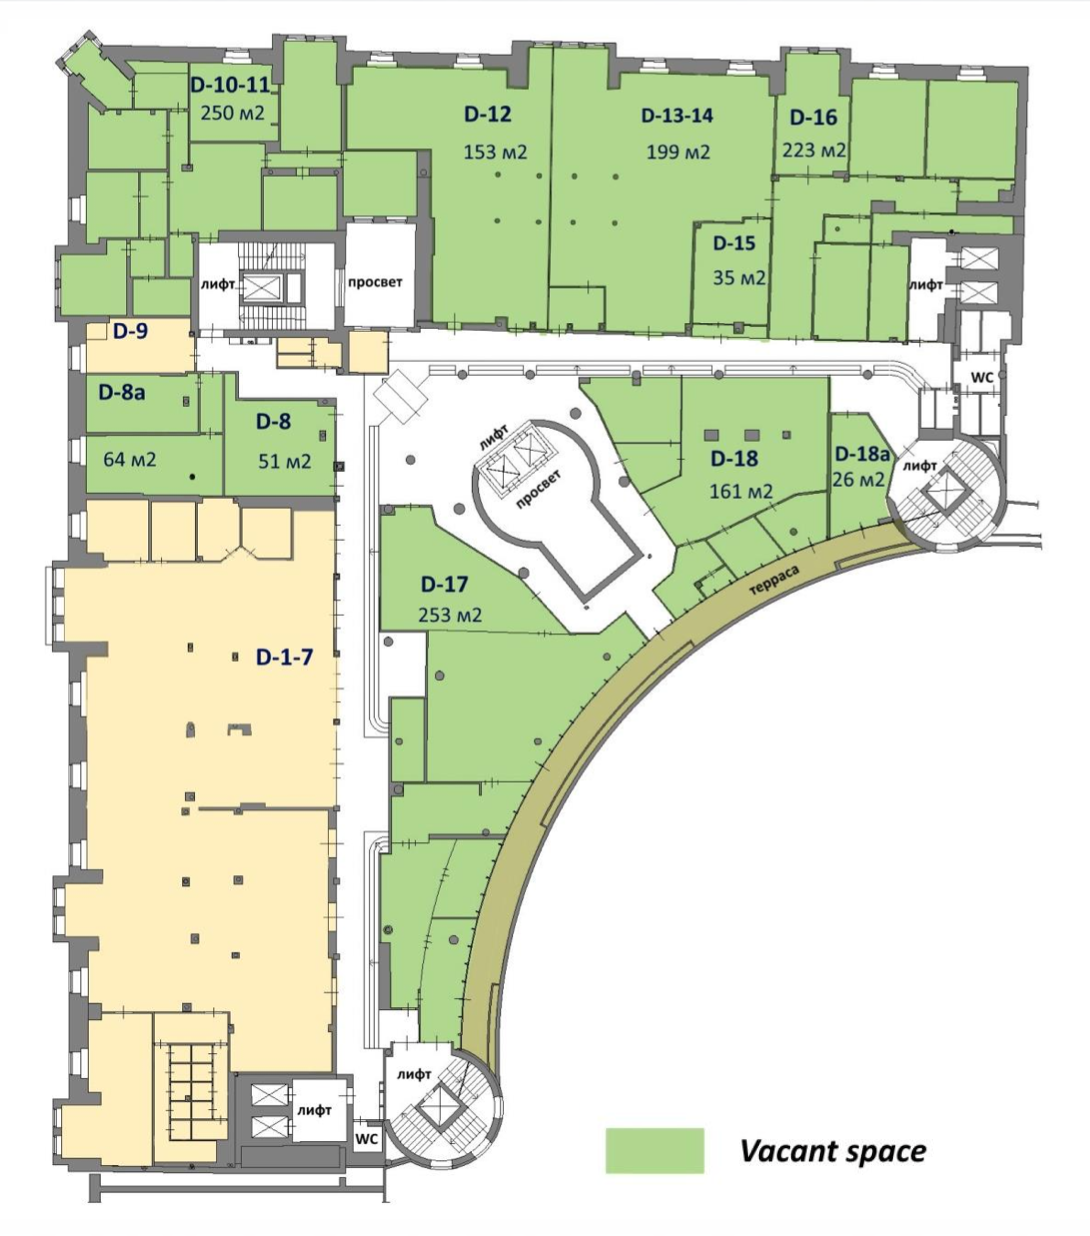 D-10-11
250 м2
D-12
153 м2
D-13-14
199 м2
D-16
223 м2
D-15
35 м2
лифт
просвет
лифт
D-9
WC
D-8a
64 м2
D-8
51 м2
лифт
просвет
D-18
161 м2
D-18a
26 м2
лифт
терраса
D-17
253 м2
D-1-7
лифт
лифт
WC
Vacant space